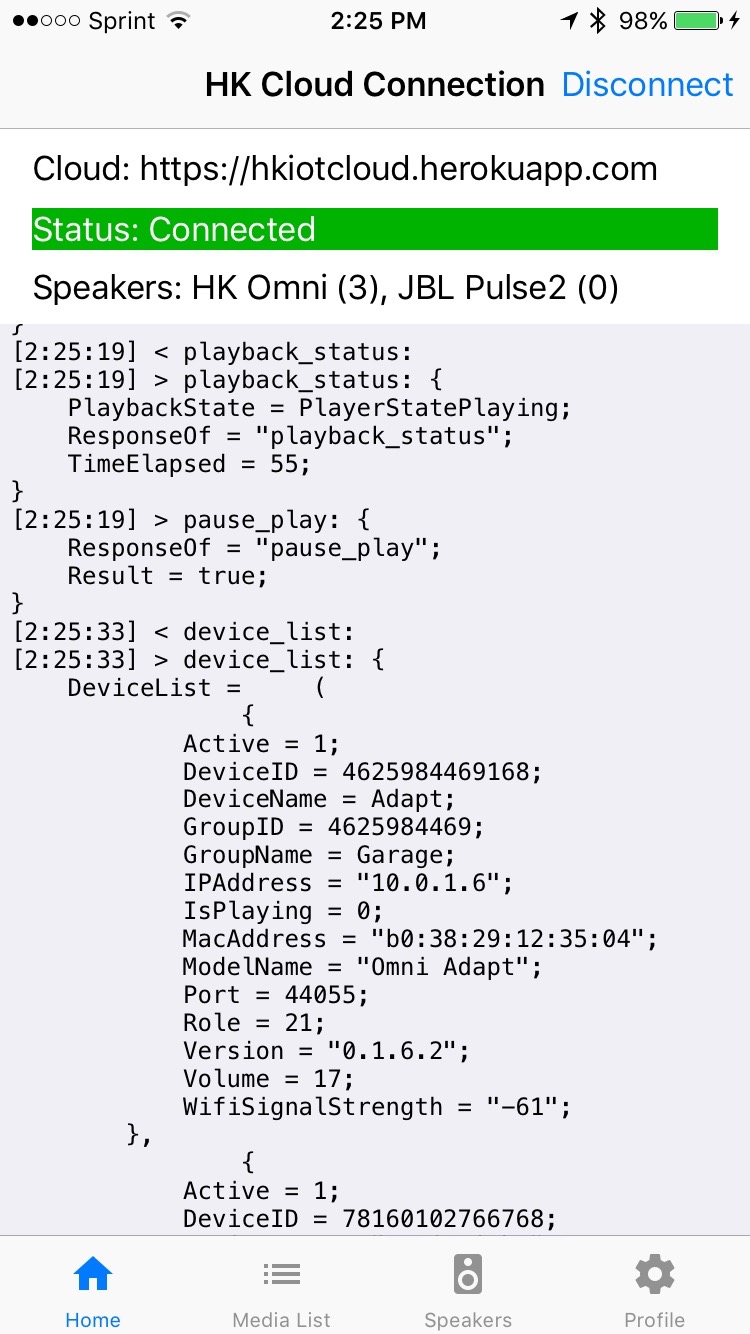 Sprint 2:25 PM 98%
HK Cloud Connection Disconnect
Cloud: https://hkiotcloud.herokuapp.com
Status: Connected
Speakers: HK Omni (3), JBL Pulse2 (0)
{
[2:25:19] < playback_status:
[2:25:19] > playback_status: {
PlaybackState = PlayerStatePlaying;
ResponseOf = "playback_status";
TimeElapsed = 55;
}
[2:25:19] > pause_play: {
ResponseOf = "pause_play";
Result = true;
}
[2:25:33] < device_list:
[2:25:33] > device_list: {
DeviceList =     (
{
Active = 1;
DeviceID = 4625984469168;
DeviceName = Adapt;
GroupID = 4625984469;
GroupName = Garage;
IPAddress = "10.0.1.6";
IsPlaying = 0;
MacAddress = "b0:38:29:12:35:04";
ModelName = "Omni Adapt";
Port = 44055;
Role = 21;
Version = "0.1.6.2";
Volume = 17;
WifiSignalStrength = "-61";
},
{
Active = 1;
DeviceID = 78160102766768;
Home Media List Speakers Profile